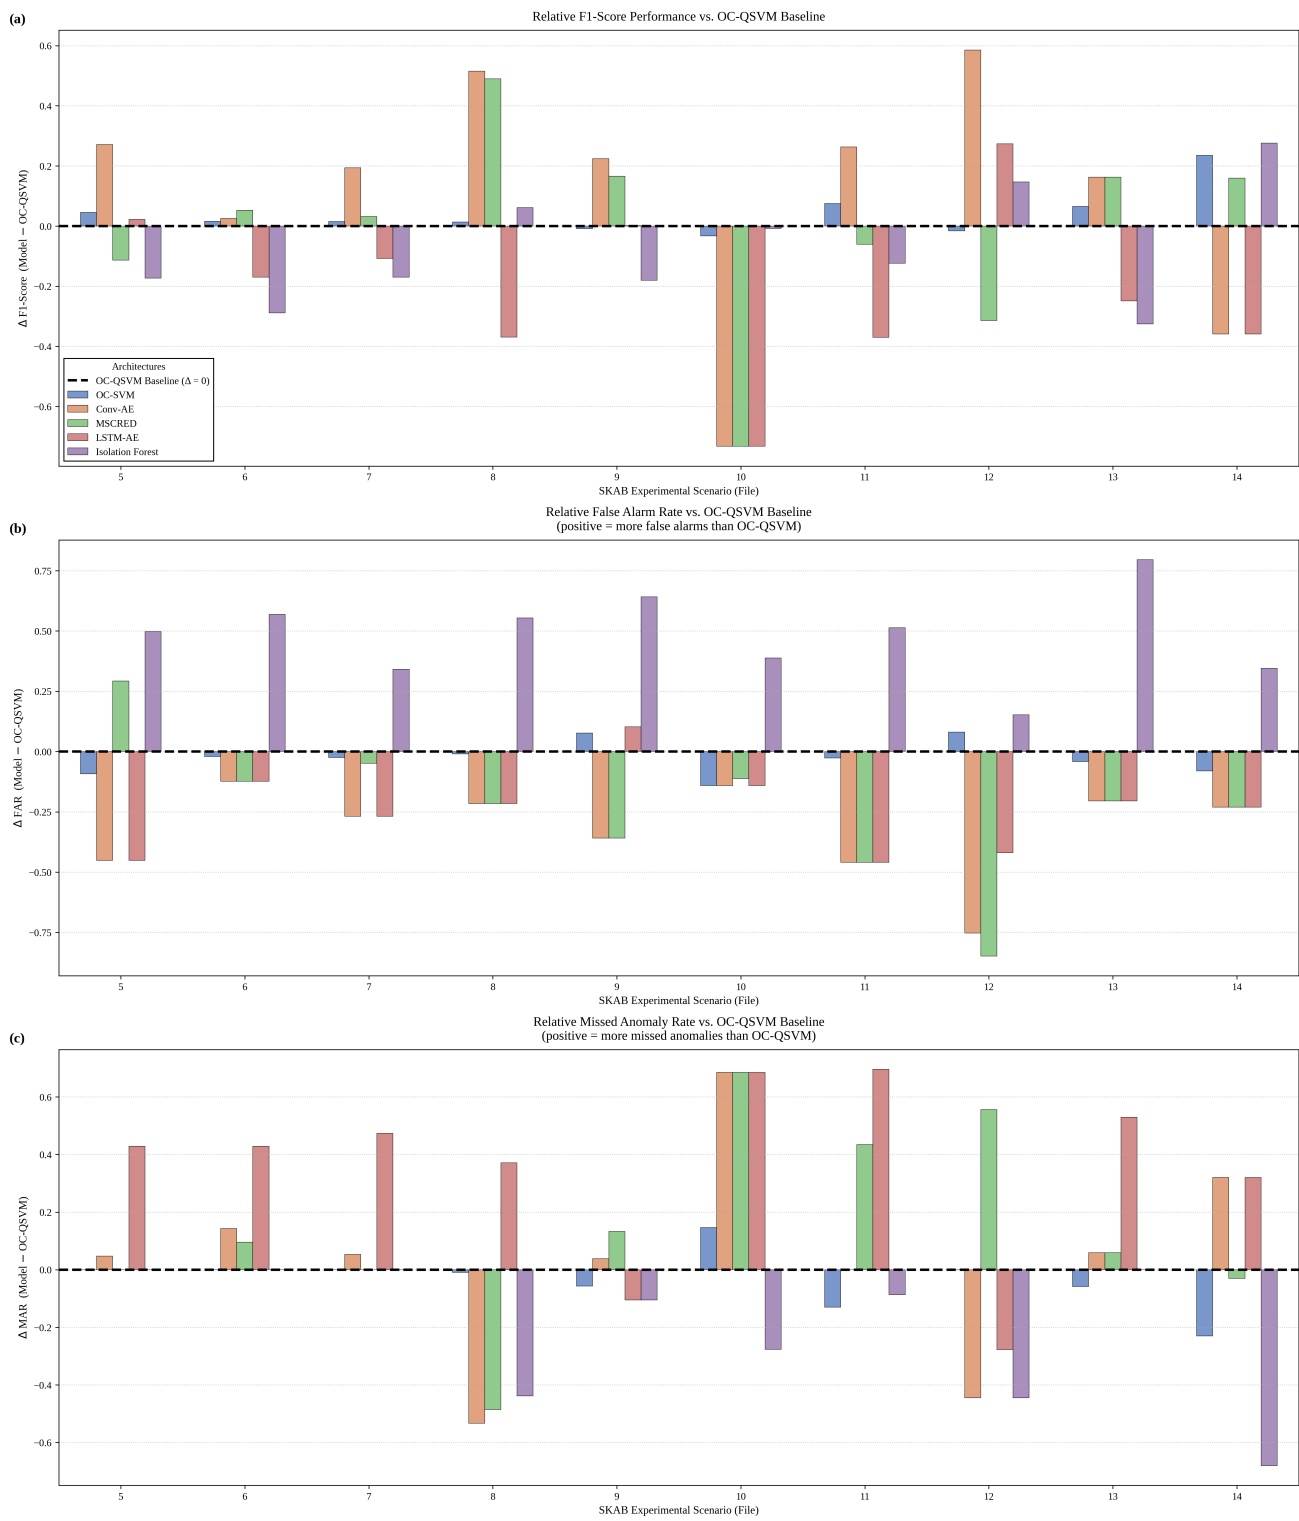 (a)
Relative F1-Score Performance vs. OC-QSVM Baseline
0.6
0.4
0.2
0.0
−0.2
−0.4
−0.6
Δ F1-Score (Model − OC-QSVM)
Architectures
OC-QSVM Baseline (Δ = 0)
OC-SVM
Conv-AE
MSCRED
LSTM-AE
Isolation Forest
5 6 7 8 9 10 11 12 13 14
SKAB Experimental Scenario (File)
(b)
Relative False Alarm Rate vs. OC-QSVM Baseline
(positive = more false alarms than OC-QSVM)
0.75
0.50
0.25
0.00
−0.25
−0.50
−0.75
Δ FAR (Model − OC-QSVM)
5 6 7 8 9 10 11 12 13 14
SKAB Experimental Scenario (File)
(c)
Relative Missed Anomaly Rate vs. OC-QSVM Baseline
(positive = more missed anomalies than OC-QSVM)
0.6
0.4
0.2
0.0
−0.2
−0.4
−0.6
Δ MAR (Model − OC-QSVM)
5 6 7 8 9 10 11 12 13 14
SKAB Experimental Scenario (File)